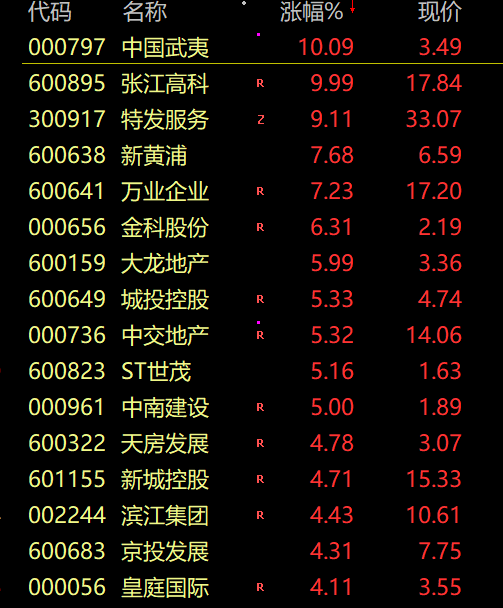 代码 名称 涨幅% 现价
000797 中国武夷 10.09 3.49
600895 张江高科 R 9.99 17.84
300917 特发服务 Z 9.11 33.07
600638 新黄浦 7.68 6.59
600641 万业企业 R 7.23 17.20
000656 金科股份 R 6.31 2.19
600159 大龙地产 5.99 3.36
600649 城投控股 R 5.33 4.74
000736 中交地产 R 5.32 14.06
600823 ST世茂 5.16 1.63
000961 中南建设 R 5.00 1.89
600322 天房发展 R 4.78 3.07
601155 新城控股 R 4.71 15.33
002244 滨江集团 R 4.43 10.61
600683 京投发展 4.31 7.75
000056 皇庭国际 R 4.11 3.55